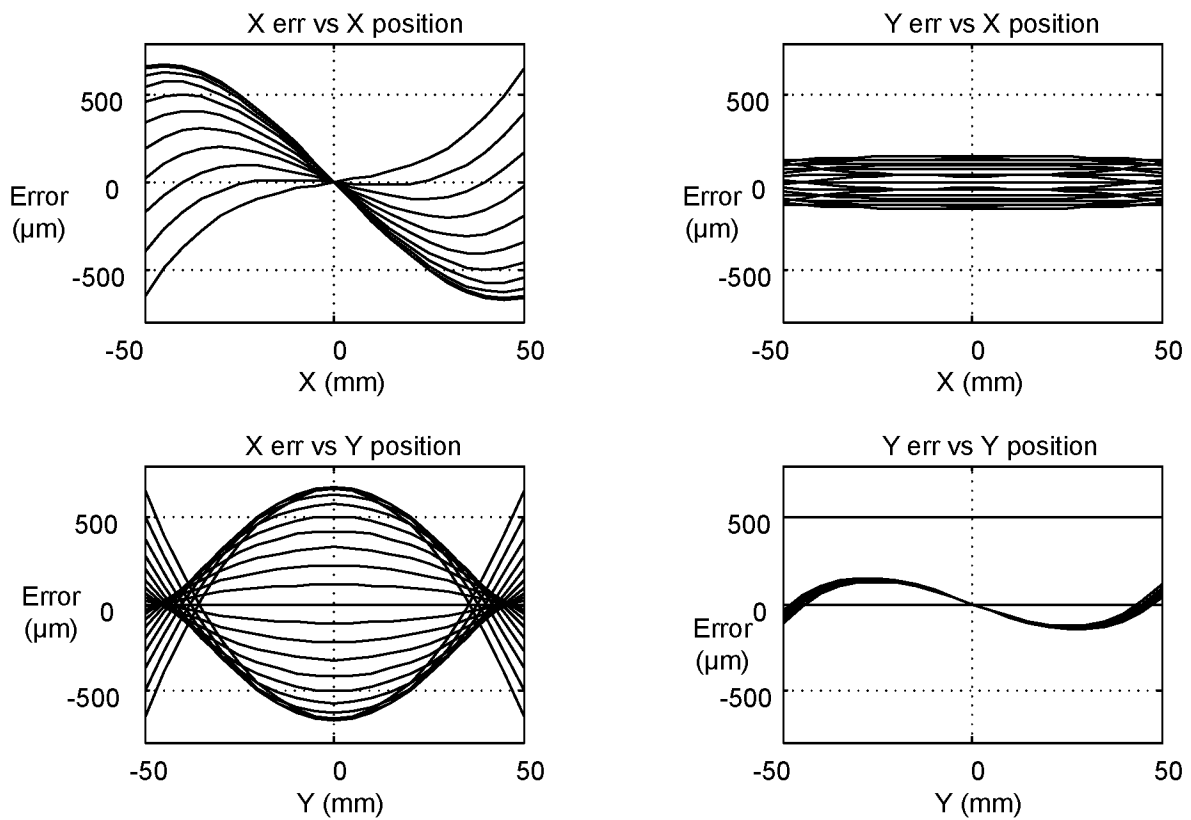 X err vs X position
500
0
-500
Error
(µm)
-50
0
50
X (mm)
Y err vs X position
500
0
-500
Error
(µm)
-50
0
50
X (mm)
X err vs Y position
500
0
-500
Error
(µm)
-50
0
50
Y (mm)
Y err vs Y position
500
0
-500
Error
(µm)
-50
0
50
Y (mm)